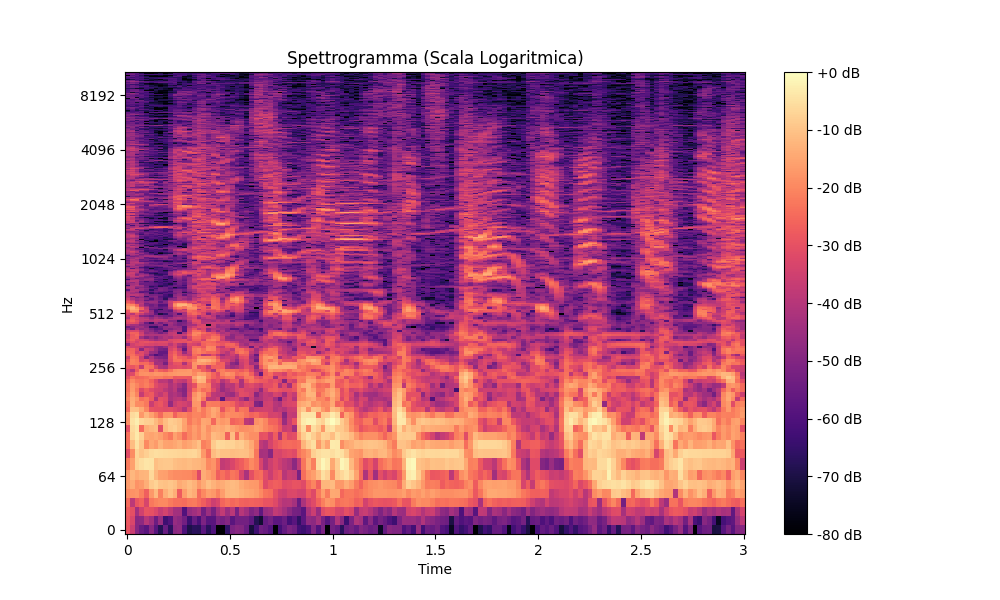 Spettrogramma (Scala Logaritmica)
Hz
8192
4096
2048
1024
512
256
128
64
0
0 0.5 1 1.5 2 2.5 3
Time
+0 dB
-10 dB
-20 dB
-30 dB
-40 dB
-50 dB
-60 dB
-70 dB
-80 dB